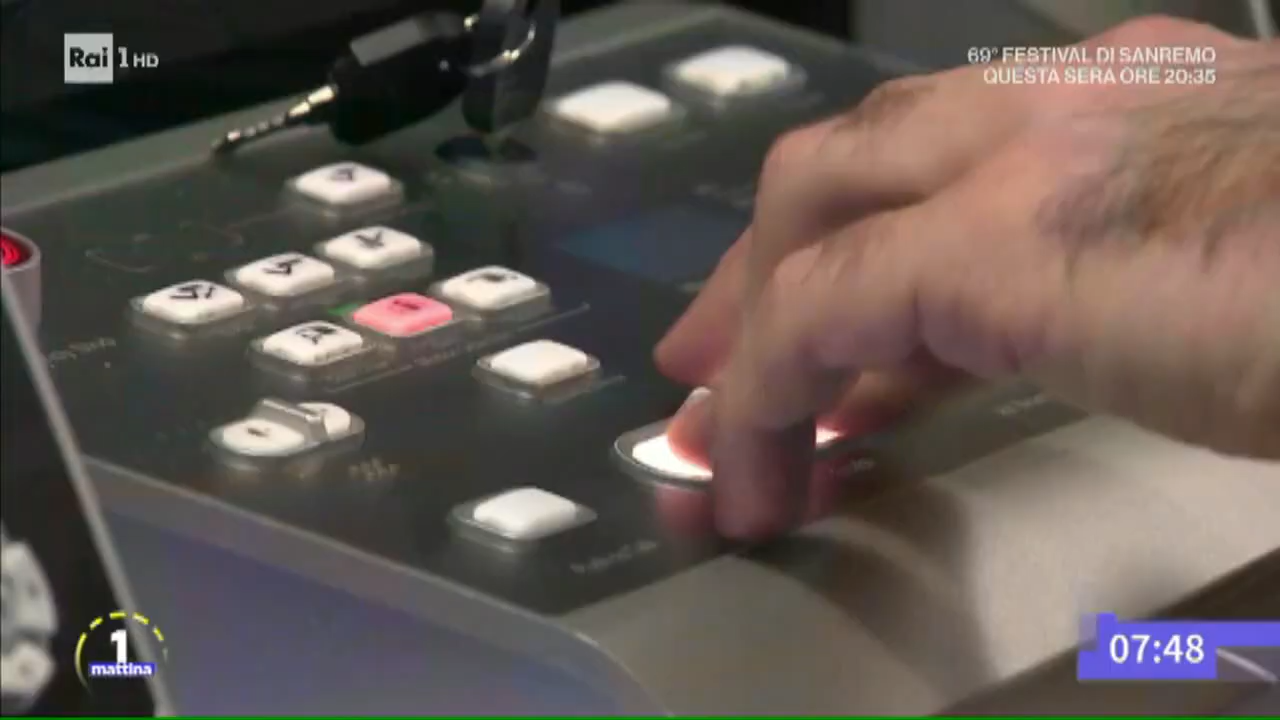 Rai 1 HD
69° FESTIVAL DI SANREMO
QUESTA SERA ORE 20:35
1
mattina
07:48